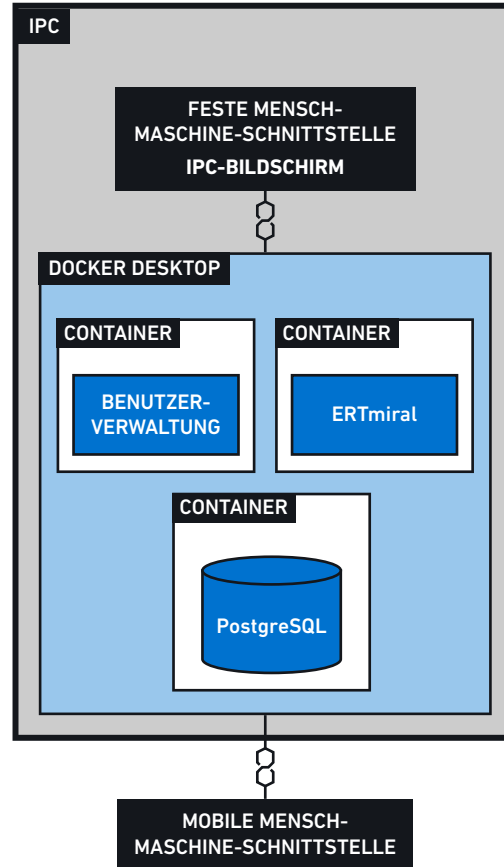 IPC
FESTE MENSCH-
MASCHINE-SCHNITTSTELLE
IPC-BILDSCHIRM
DOCKER DESKTOP
CONTAINER
BENUTZER-
VERWALTUNG
CONTAINER
ERTmiral
CONTAINER
PostgreSQL
MOBILE MENSCH-
MASCHINE-SCHNITTSTELLE